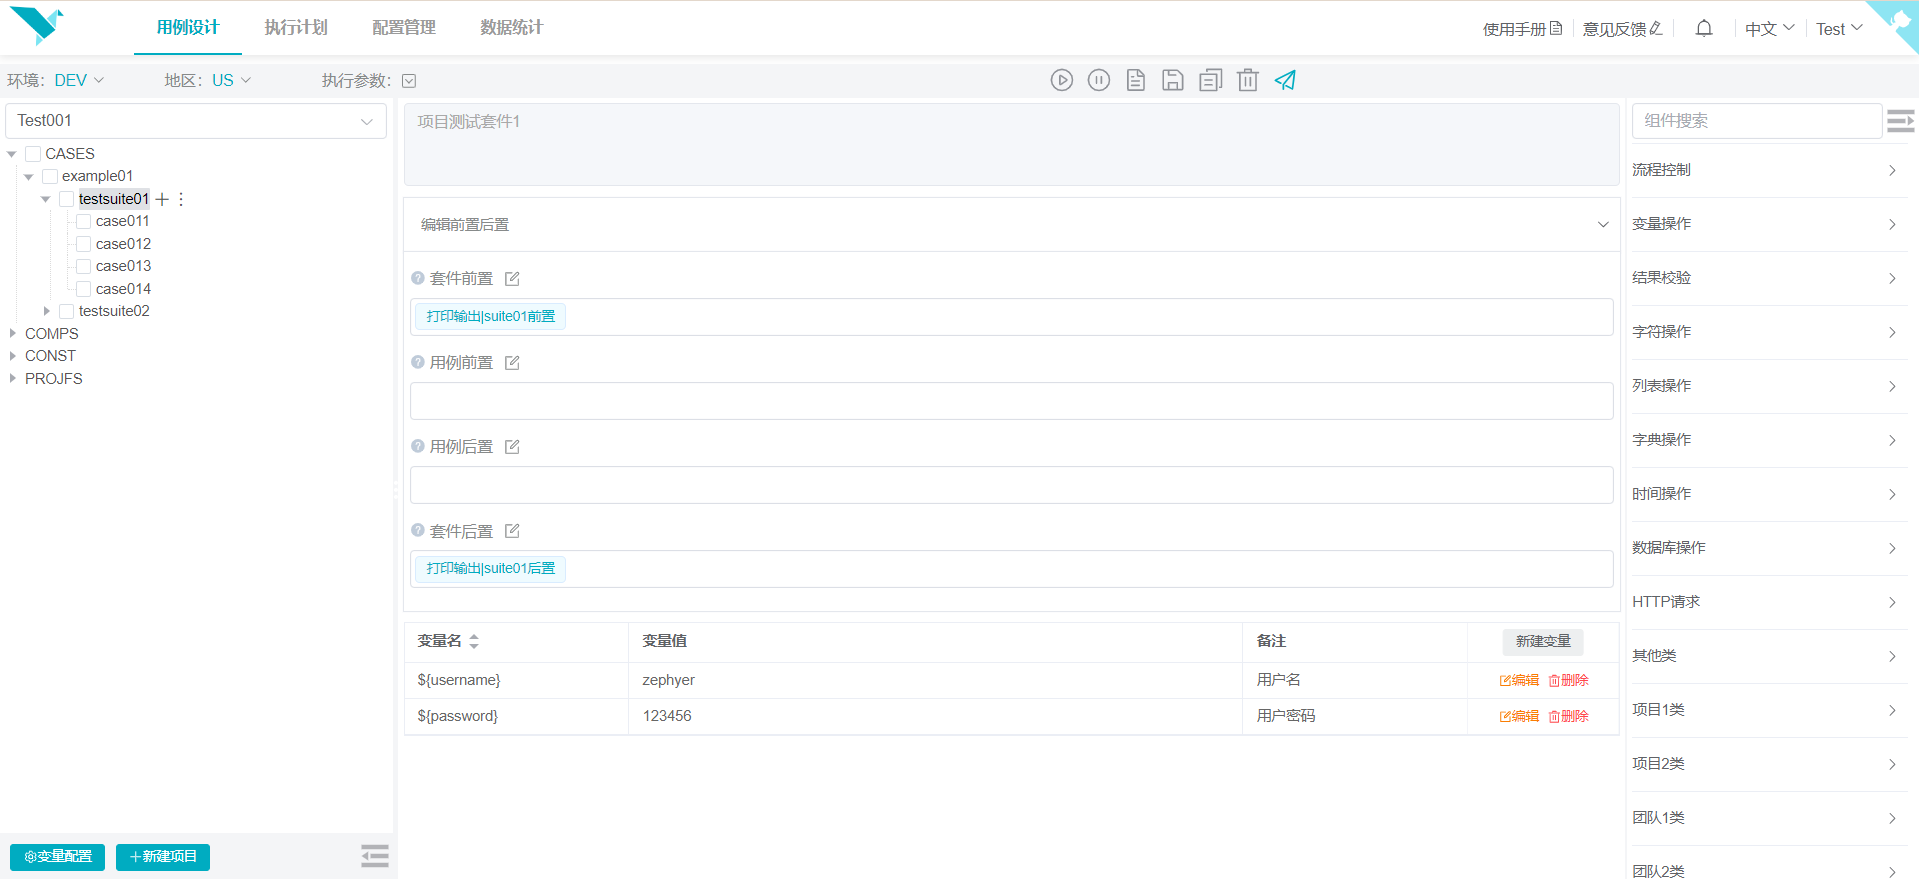 用例设计 执行计划 配置管理 数据统计 使用手册 意见反馈 中文 Test
环境: DEV 地区: US 执行参数:
Test001
CASES
example01
testsuite01
case011
case012
case013
case014
testsuite02
COMPS
CONST
PROJFS
变量配置 +新建项目
项目测试套件1
编辑前置后置
套件前置
打印输出|suite01前置
用例前置
用例后置
套件后置
打印输出|suite01后置
变量名 变量值 备注 新建变量
${username} zephyer 用户名 编辑 删除
${password} 123456 用户密码 编辑 删除
组件搜索
流程控制
变量操作
结果校验
字符操作
列表操作
字典操作
时间操作
数据库操作
HTTP请求
其他类
项目1类
项目2类
团队1类
团队2类